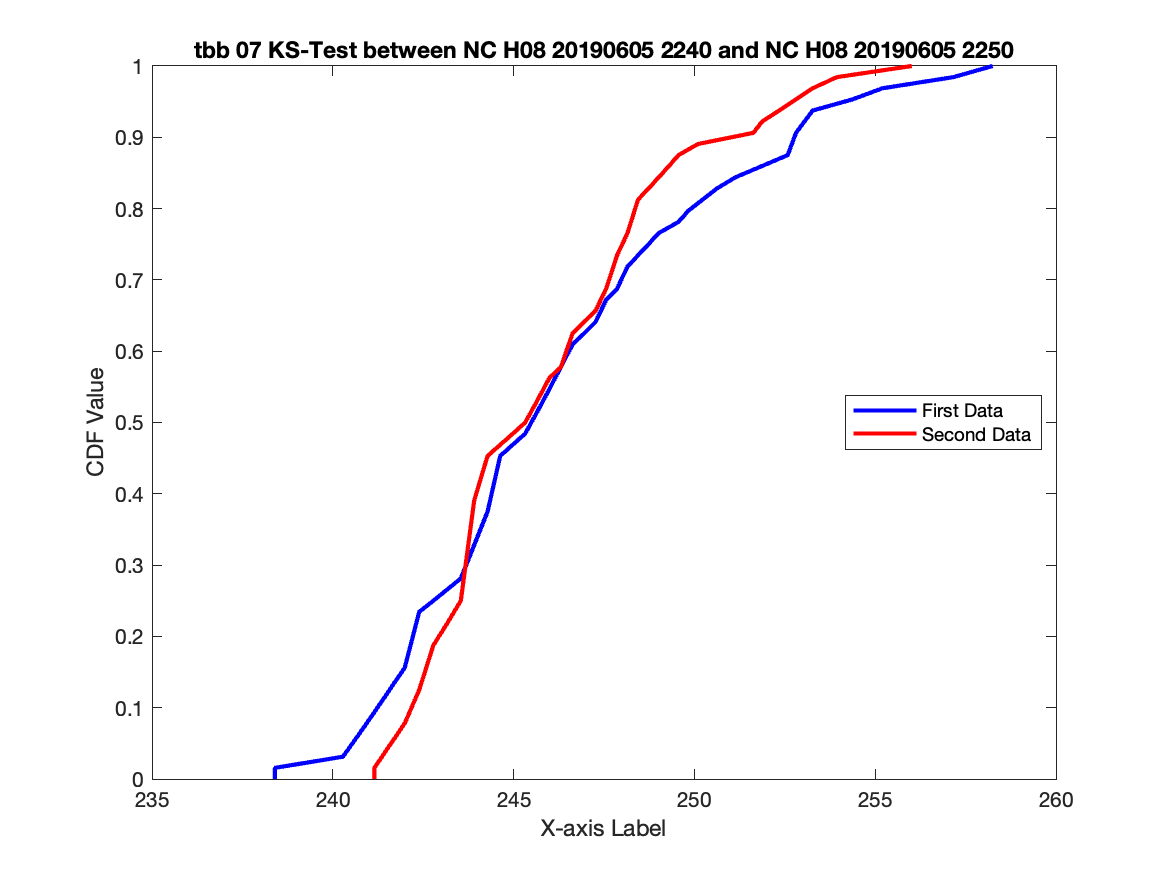 tbb 07 KS-Test between NC H08 20190605 2240 and NC H08 20190605 2250
1
0.9
0.8
0.7
0.6
0.5
0.4
0.3
0.2
0.1
0
CDF Value
First Data
Second Data
235 240 245 250 255 260
X-axis Label